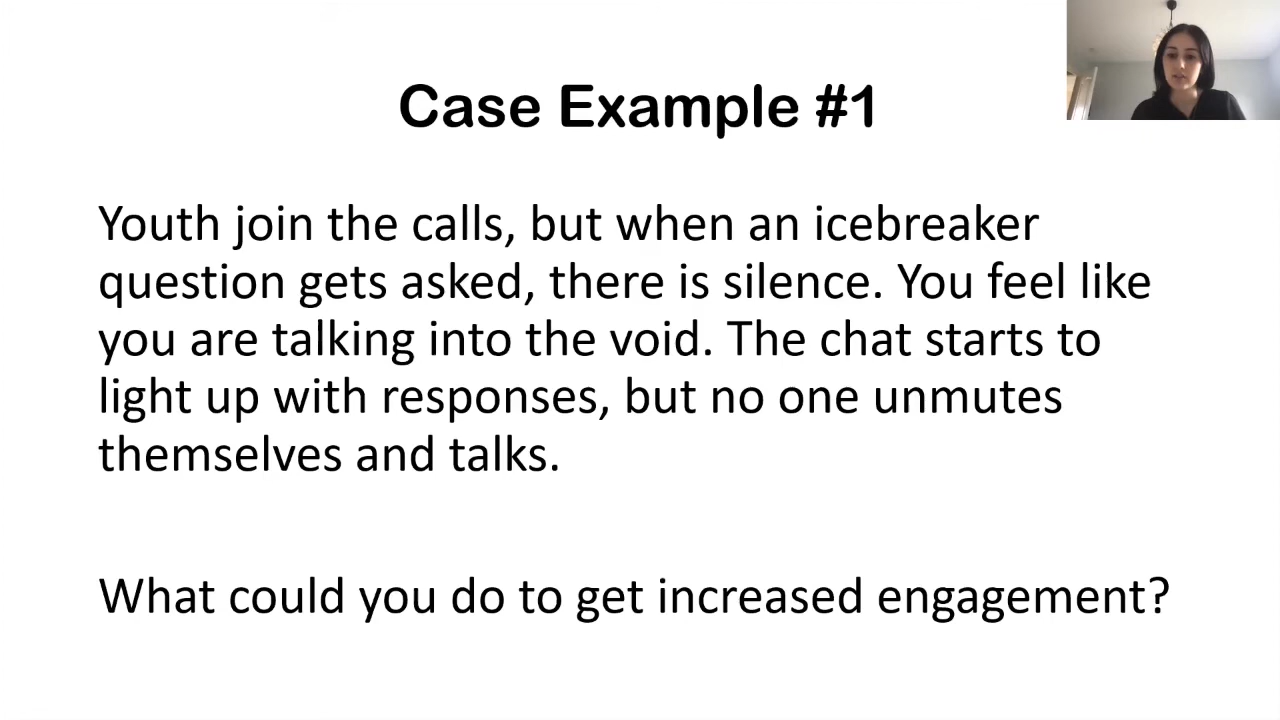 Case Example #1
Youth join the calls, but when an icebreaker
question gets asked, there is silence. You feel like
you are talking into the void. The chat starts to
light up with responses, but no one unmutes
themselves and talks.
What could you do to get increased engagement?